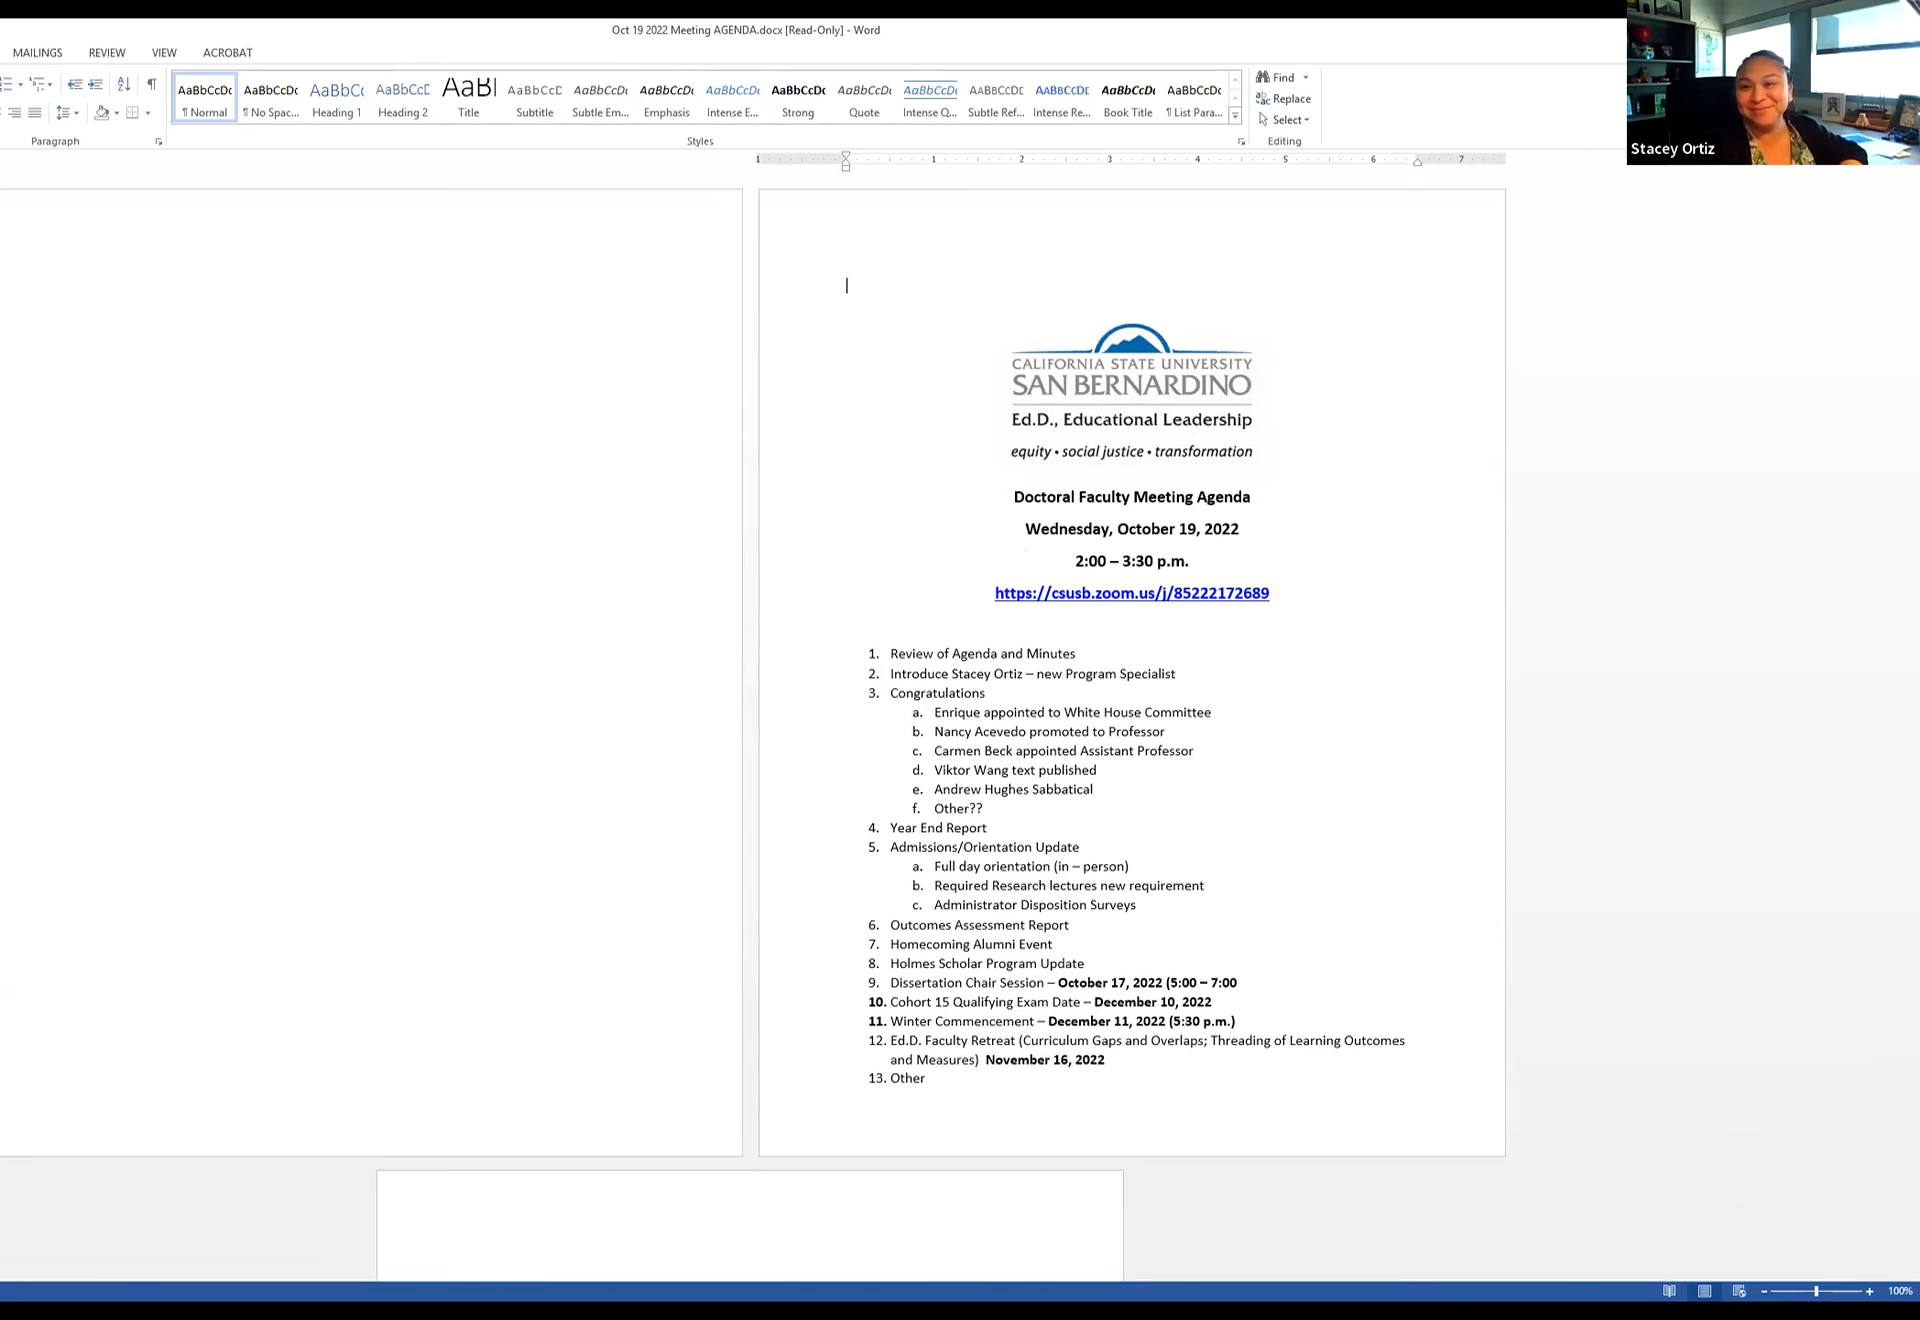 Oct 19 2022 Meeting AGENDA.docx [Read-Only] - Word
MAILINGS REVIEW VIEW ACROBAT
AaBbCcDc AaBbCcDc AaBbCc AaBbCcD AaBl AaBbCcD AaBbCcDc AaBbCcDc AaBbCcDc AaBbCcDc AaBbCcDc AaBbCcDc AaBbCcDc AaBbCcDc AaBbCcDc AaBbCcDc
¶ Normal ¶ No Spac... Heading 1 Heading 2 Title Subtitle Subtle Em... Emphasis Intense E... Strong Quote Intense Q... Subtle Ref... Intense Re... Book Title ¶ List Para...
Find
Replace
Select
Paragraph Styles Editing
Stacey Ortiz
1 1 2 3 4 5 6 7
CALIFORNIA STATE UNIVERSITY
SAN BERNARDINO
Ed.D., Educational Leadership
equity • social justice • transformation
Doctoral Faculty Meeting Agenda
Wednesday, October 19, 2022
2:00 – 3:30 p.m.
https://csusb.zoom.us/j/85222172689
1. Review of Agenda and Minutes
2. Introduce Stacey Ortiz – new Program Specialist
3. Congratulations
a. Enrique appointed to White House Committee
b. Nancy Acevedo promoted to Professor
c. Carmen Beck appointed Assistant Professor
d. Viktor Wang text published
e. Andrew Hughes Sabbatical
f. Other??
4. Year End Report
5. Admissions/Orientation Update
a. Full day orientation (in – person)
b. Required Research lectures new requirement
c. Administrator Disposition Surveys
6. Outcomes Assessment Report
7. Homecoming Alumni Event
8. Holmes Scholar Program Update
9. Dissertation Chair Session – October 17, 2022 (5:00 – 7:00
10. Cohort 15 Qualifying Exam Date – December 10, 2022
11. Winter Commencement – December 11, 2022 (5:30 p.m.)
12. Ed.D. Faculty Retreat (Curriculum Gaps and Overlaps; Threading of Learning Outcomes
and Measures) November 16, 2022
13. Other
100%